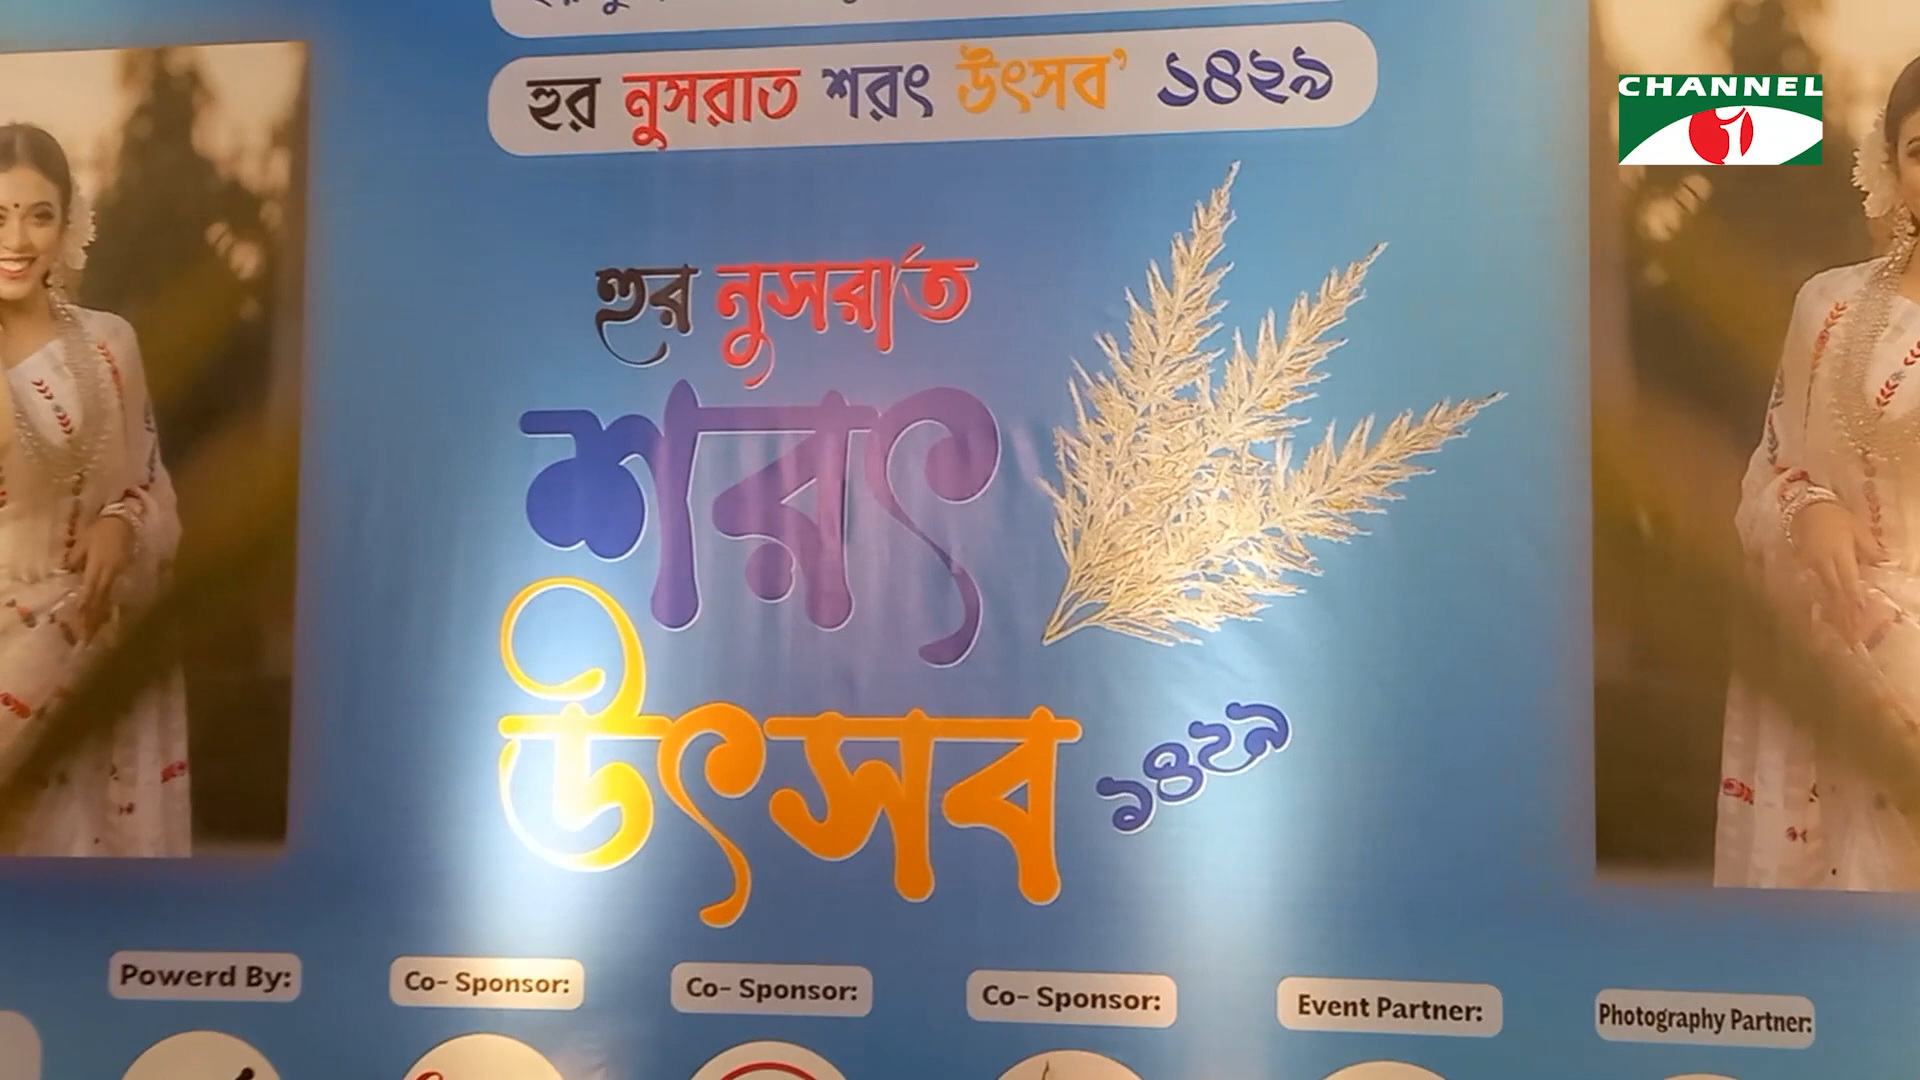 হুর নুসরাত শরৎ উৎসব’ ১৪২৯
CHANNEL
i
হুর নুসরাত
শরৎ
উৎসব
১৪২৯
Powerd By:
Co- Sponsor:
Co- Sponsor:
Co- Sponsor:
Event Partner:
Photography Partner: